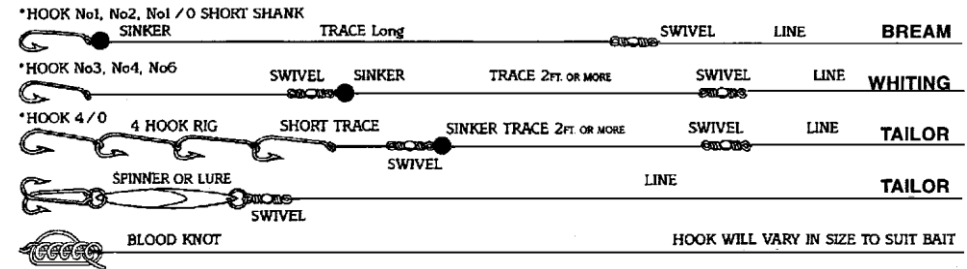 *HOOK No1, No2, No1 /0 SHORT SHANK
SINKER TRACE Long SWIVEL LINE BREAM
*HOOK No3, No4, No6
SWIVEL SINKER TRACE 2FT. OR MORE SWIVEL LINE WHITING
*HOOK 4/0
4 HOOK RIG SHORT TRACE SINKER TRACE 2FT. OR MORE SWIVEL LINE TAILOR
SWIVEL
SPINNER OR LURE LINE TAILOR
SWIVEL
BLOOD KNOT HOOK WILL VARY IN SIZE TO SUIT BAIT